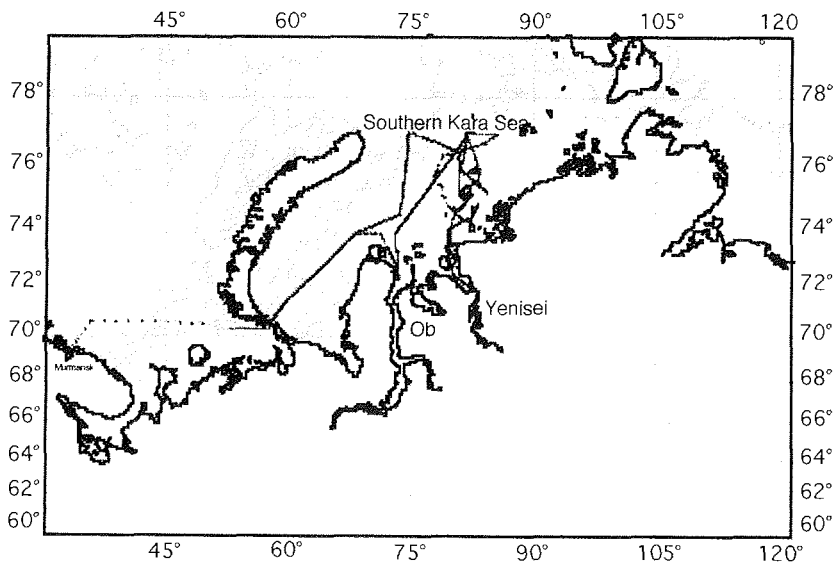 45° 60° 75° 90° 105° 120
78° 78°
Southern Kara Sea
76° 76°
74° 74°
72° 72°
Yenisei
70° Ob 70°
Murmansk
68° 68°
66° 66°
64° 64°
62° 62°
60° 60°
45° 60° 75° 90° 105° 120°